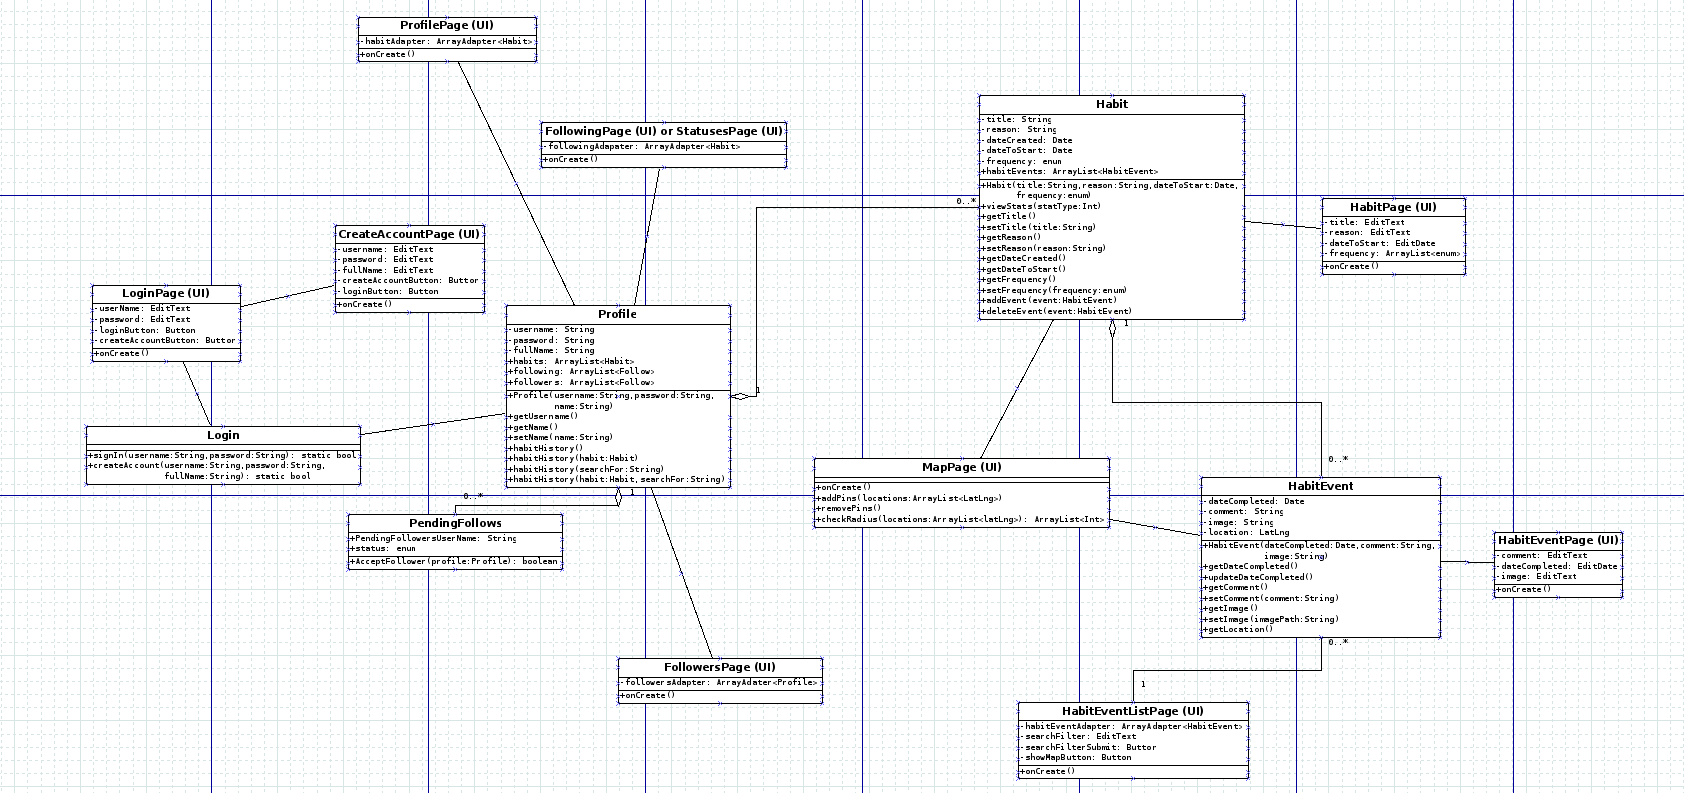 ProfilePage (UI)
-habitAdapter: ArrayAdapter<Habit>
+onCreate()
FollowingPage (UI) or StatusesPage (UI)
-followingAdapater: ArrayAdapter<Habit>
+onCreate()
CreateAccountPage (UI)
-username: EditText
-password: EditText
-fullName: EditText
-createAccountButton: Button
-loginButton: Button
+onCreate()
LoginPage (UI)
-userName: EditText
-password: EditText
-loginButton: Button
-createAccountButton: Button
+onCreate()
Login
+signIn(username:String,password:String): static bool
+createAccount(username:String,password:String,
fullName:String): static bool
Profile
-username: String
-password: String
-fullName: String
+habits: ArrayList<Habit>
+following: ArrayList<Follow>
+followers: ArrayList<Follow>
+Profile(username:String,password:String,
name:String)
+getUsername()
+getName()
+setName(name:String)
+habitHistory()
+habitHistory(habit:Habit)
+habitHistory(searchFor:String)
+habitHistory(habit:Habit,searchFor:String)
1
0..*
1
0..*
PendingFollows
+PendingFollowersUserName: String
+status: enum
+AcceptFollower(profile:Profile): boolean
FollowersPage (UI)
-followersAdapter: ArrayAdater<Profile>
+onCreate()
Habit
-title: String
-reason: String
-dateCreated: Date
-dateToStart: Date
-frequency: enum
+habitEvents: ArrayList<HabitEvent>
+Habit(title:String,reason:String,dateToStart:Date,
frequency:enum)
+viewStats(statType:Int)
+getTitle()
+setTitle(title:String)
+getReason()
+setReason(reason:String)
+getDateCreated()
+getDateToStart()
+getFrequency()
+setFrequency(frequency:enum)
+addEvent(event:HabitEvent)
+deleteEvent(event:HabitEvent)
1
0..*
HabitPage (UI)
-title: EditText
-reason: EditText
-dateToStart: EditDate
-frequency: ArrayList<enum>
+onCreate()
MapPage (UI)
+onCreate()
+addPins(locations:ArrayList<LatLng>)
+removePins()
+checkRadius(locations:ArrayList<latLng>): ArrayList<Int>
HabitEvent
-dateCompleted: Date
-comment: String
-image: String
-location: LatLng
+HabitEvent(dateCompleted:Date,comment:String,
image:String)
+getDateCompleted()
+updateDateCompleted()
+getComment()
+setComment(comment:String)
+getImage()
+setImage(imagePath:String)
+getLocation()
0..*
1
HabitEventPage (UI)
-comment: EditText
-dateCompleted: EditDate
-image: EditText
+onCreate()
HabitEventListPage (UI)
-habitEventAdapter: ArrayAdapter<HabitEvent>
-searchFilter: EditText
-searchFilterSubmit: Button
-showMapButton: Button
+onCreate()